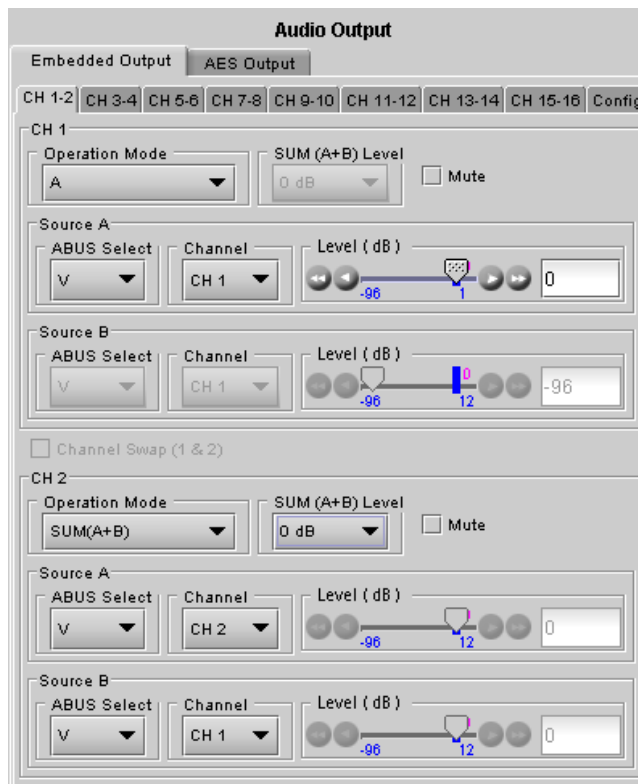 Audio Output
Embedded Output AES Output
CH 1-2 CH 3-4 CH 5-6 CH 7-8 CH 9-10 CH 11-12 CH 13-14 CH 15-16 Config
CH 1
Operation Mode SUM (A+B) Level
A 0 dB Mute
Source A
ABUS Select Channel Level ( dB )
V CH 1 -96 1 0
Source B
ABUS Select Channel Level ( dB )
V CH 1 -96 0 12 -96
Channel Swap (1 & 2)
CH 2
Operation Mode SUM (A+B) Level
SUM(A+B) 0 dB Mute
Source A
ABUS Select Channel Level ( dB )
V CH 2 -96 12 0
Source B
ABUS Select Channel Level ( dB )
V CH 1 -96 12 0